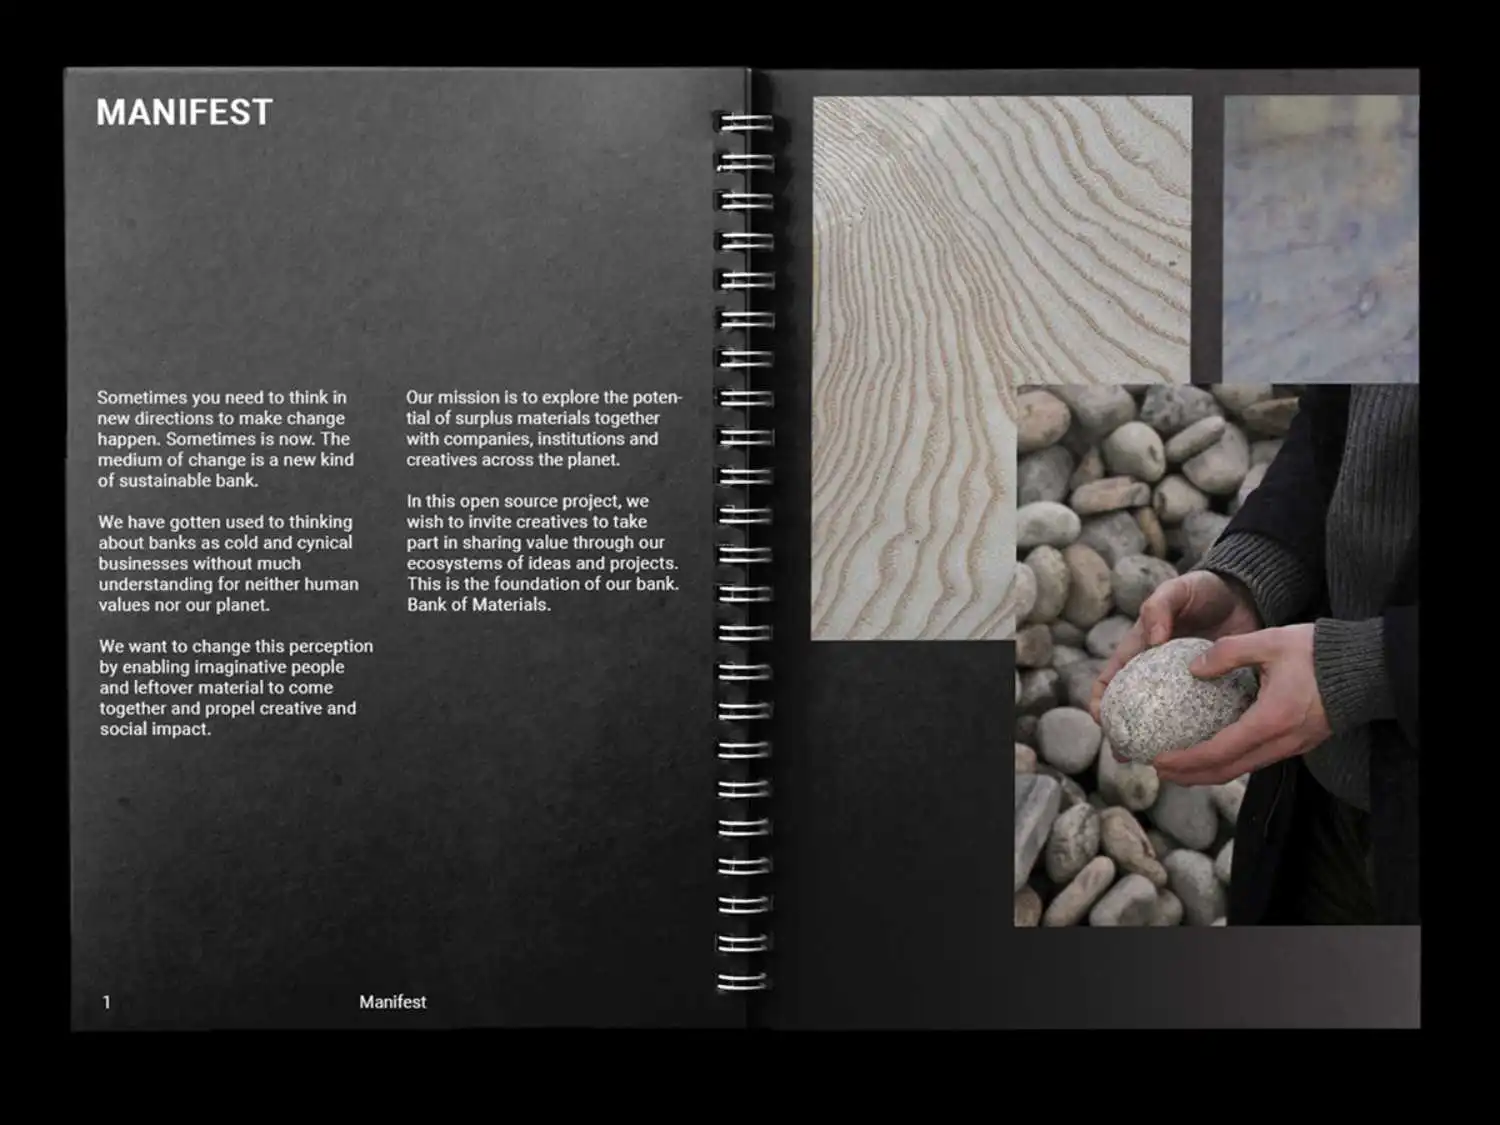 MANIFEST
Sometimes you need to think in
new directions to make change
happen. Sometimes is now. The
medium of change is a new kind
of sustainable bank.
We have gotten used to thinking
about banks as cold and cynical
businesses without much
understanding for neither human
values nor our planet.
We want to change this perception
by enabling imaginative people
and leftover material to come
together and propel creative and
social impact.
Our mission is to explore the poten-
tial of surplus materials together
with companies, institutions and
creatives across the planet.
In this open source project, we
wish to invite creatives to take
part in sharing value through our
ecosystems of ideas and projects.
This is the foundation of our bank.
Bank of Materials.
1
Manifest